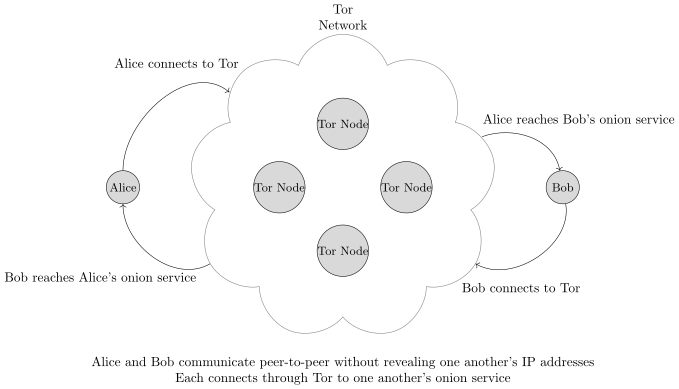 Tor
Network
Alice connects to Tor
Alice reaches Bob's onion service
Tor Node
Alice
Tor Node
Tor Node
Bob
Tor Node
Bob reaches Alice's onion service
Bob connects to Tor
Alice and Bob communicate peer-to-peer without revealing one another's IP addresses
Each connects through Tor to one another's onion service